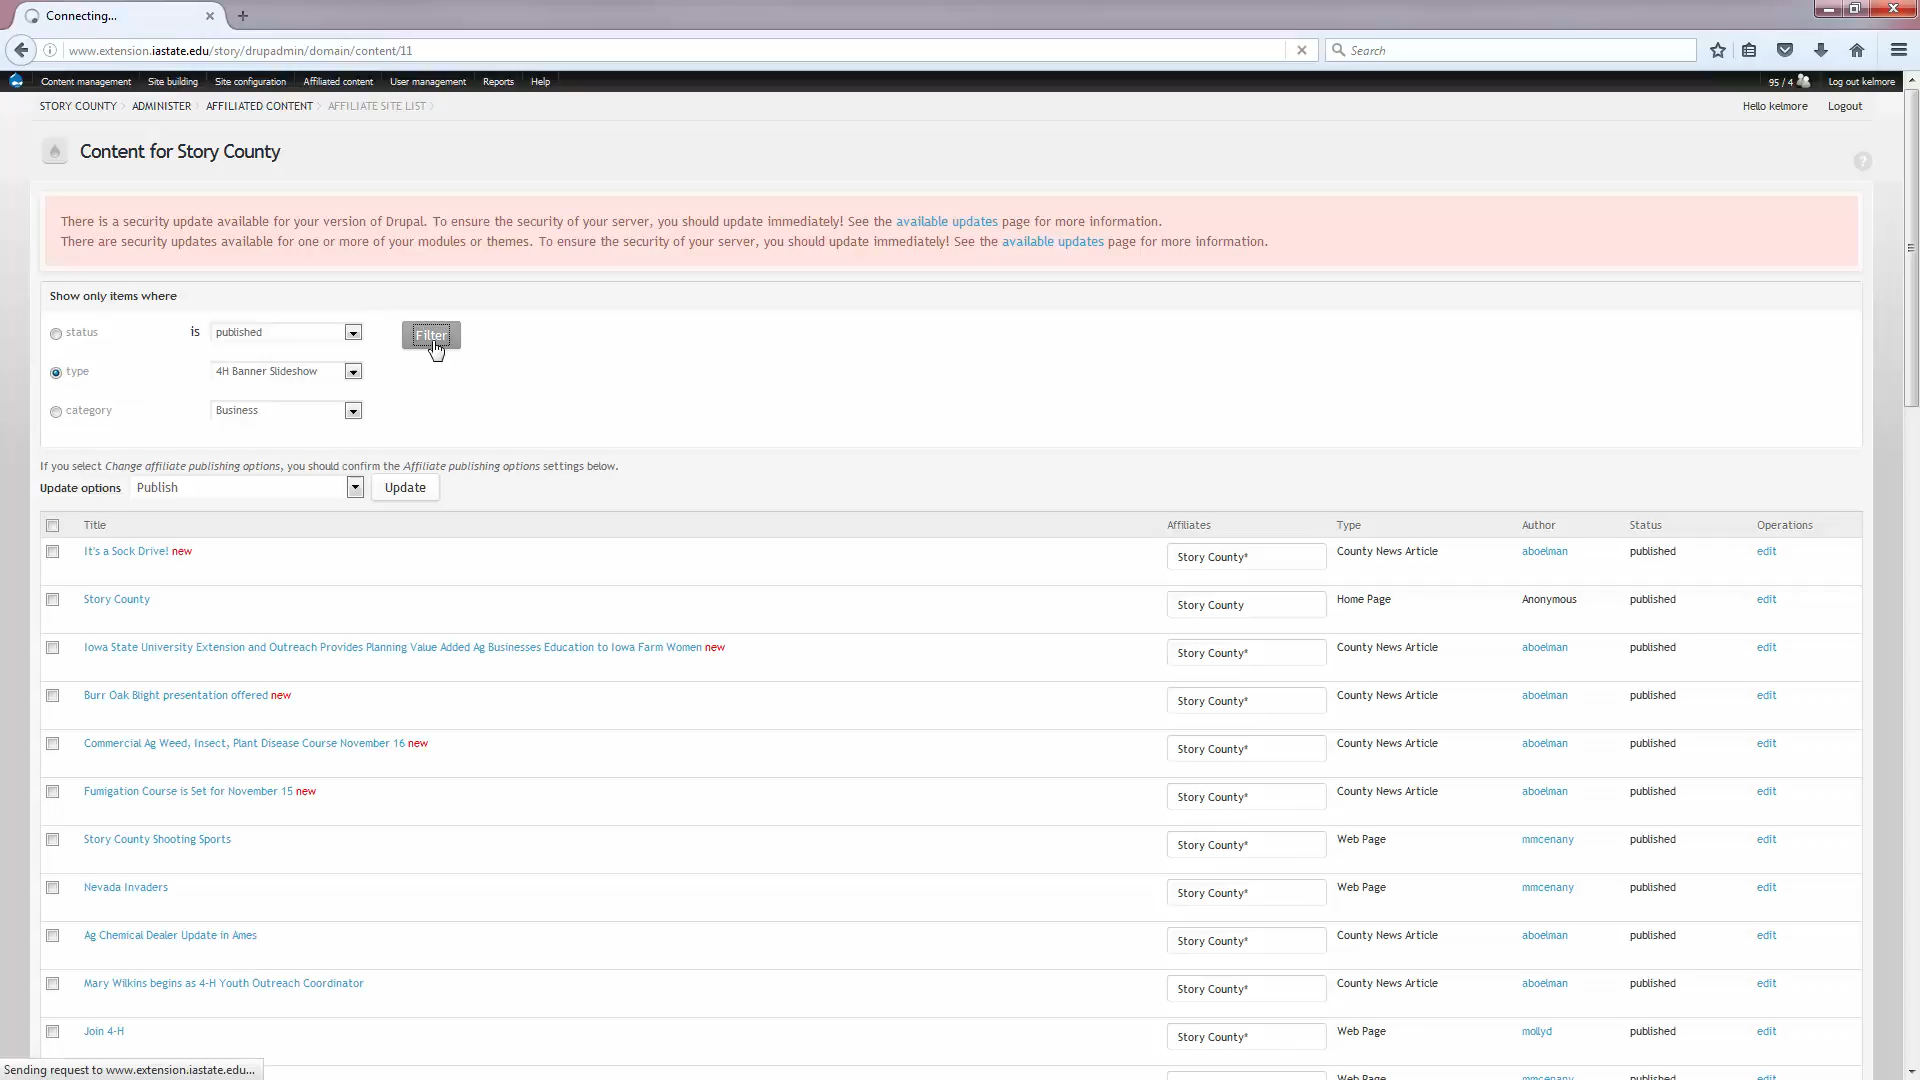 Connecting...
www.extension.iastate.edu/story/drupadmin/domain/content/11
Search
Content management Site building Site configuration Affiliated content User management Reports Help 95 / 4 Log out kelmore
STORY COUNTY ADMINISTER AFFILIATED CONTENT AFFILIATE SITE LIST Hello kelmore Logout
Content for Story County
?
There is a security update available for your version of Drupal. To ensure the security of your server, you should update immediately! See the available updates page for more information.
There are security updates available for one or more of your modules or themes. To ensure the security of your server, you should update immediately! See the available updates page for more information.
Show only items where
status is published Filter
type 4H Banner Slideshow
category Business
If you select Change affiliate publishing options, you should confirm the Affiliate publishing options settings below.
Update options Publish Update
Title Affiliates Type Author Status Operations
It's a Sock Drive! new Story County* County News Article aboelman published edit
Story County Story County Home Page Anonymous published edit
Iowa State University Extension and Outreach Provides Planning Value Added Ag Businesses Education to Iowa Farm Women new Story County* County News Article aboelman published edit
Burr Oak Blight presentation offered new Story County* County News Article aboelman published edit
Commercial Ag Weed, Insect, Plant Disease Course November 16 new Story County* County News Article aboelman published edit
Fumigation Course is Set for November 15 new Story County* County News Article aboelman published edit
Story County Shooting Sports Story County* Web Page mmcenany published edit
Nevada Invaders Story County* Web Page mmcenany published edit
Ag Chemical Dealer Update in Ames Story County* County News Article aboelman published edit
Mary Wilkins begins as 4-H Youth Outreach Coordinator Story County* County News Article aboelman published edit
Join 4-H Story County* Web Page mollyd published edit
Web Page mmcenany published edit
Sending request to www.extension.iastate.edu...